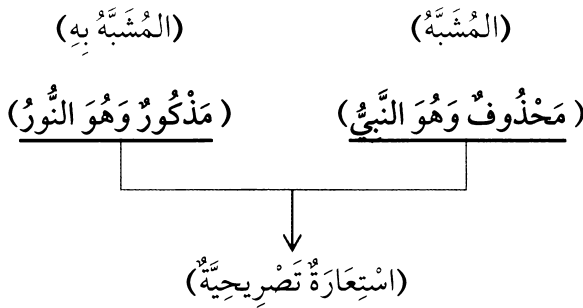 (المُشَبَّهُ) (المُشَبَّهُ بِهِ)
(مَحْذُوفٌ وَهُوَ النَّبِيُّ) (مَذْكُورٌ وَهُوَ النُّورُ)
(اسْتِعَارَةٌ تَصْرِيحِيَّةٌ)